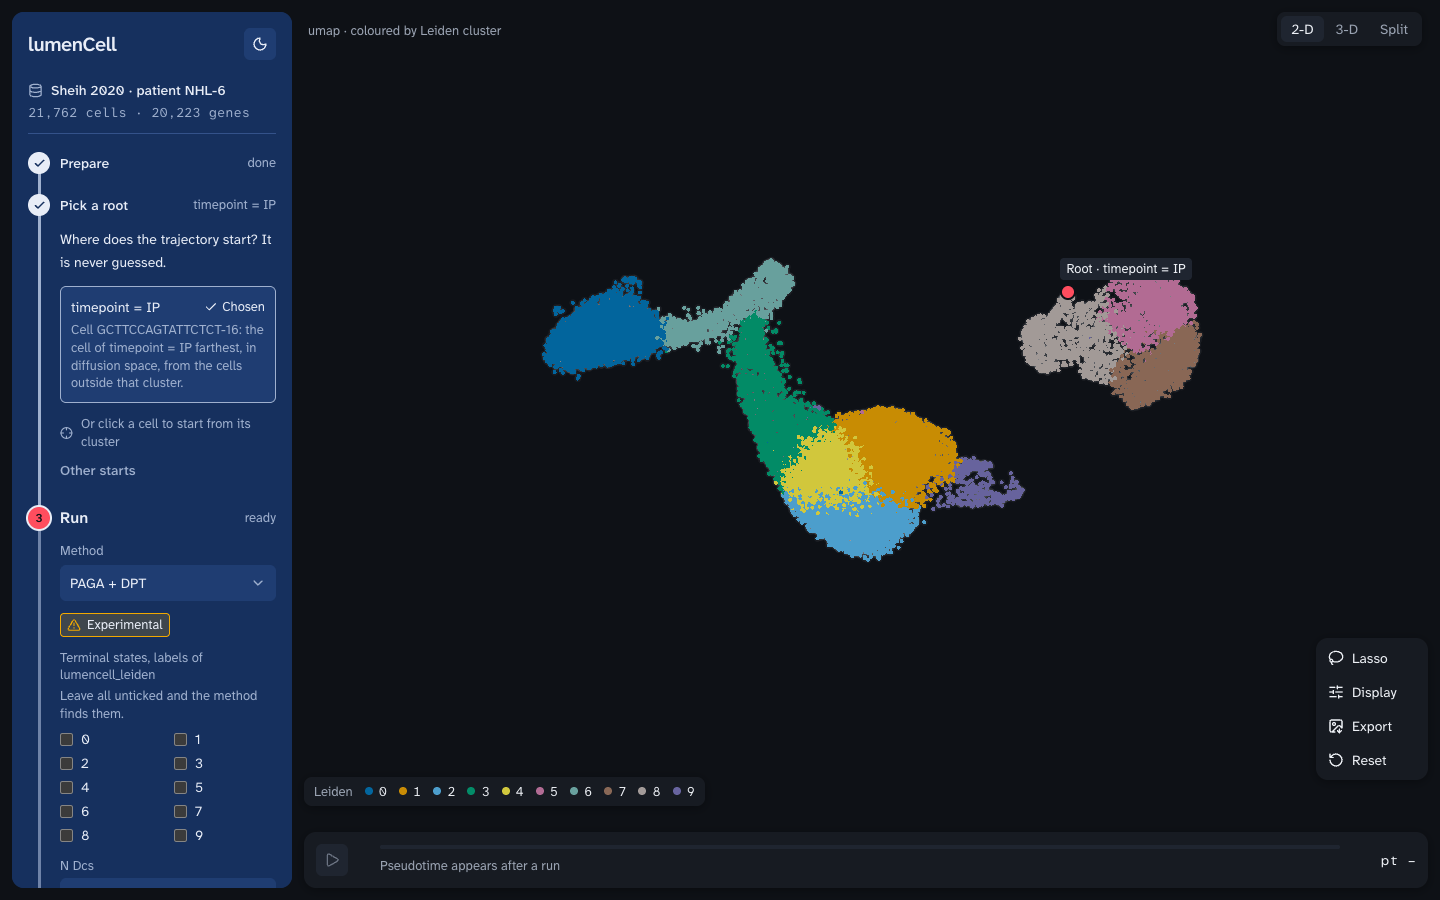 lumenCell
Sheih 2020 · patient NHL-6
21,762 cells · 20,223 genes
Prepare
done
Pick a root
timepoint = IP
Where does the trajectory start? It
is never guessed.
timepoint = IP
Chosen
Cell GCTTCCAGTATTCTCT-16: the
cell of timepoint = IP farthest, in
diffusion space, from the cells
outside that cluster.
Or click a cell to start from its
cluster
Other starts
3
Run
ready
Method
PAGA + DPT
Experimental
Terminal states, labels of
lumencell_leiden
Leave all unticked and the method
finds them.
0 1
2 3
4 5
6 7
8 9
N Dcs
umap · coloured by Leiden cluster
2-D 3-D Split
Root · timepoint = IP
Lasso
Display
Export
Reset
Leiden 0 1 2 3 4 5 6 7 8 9
Pseudotime appears after a run
pt –